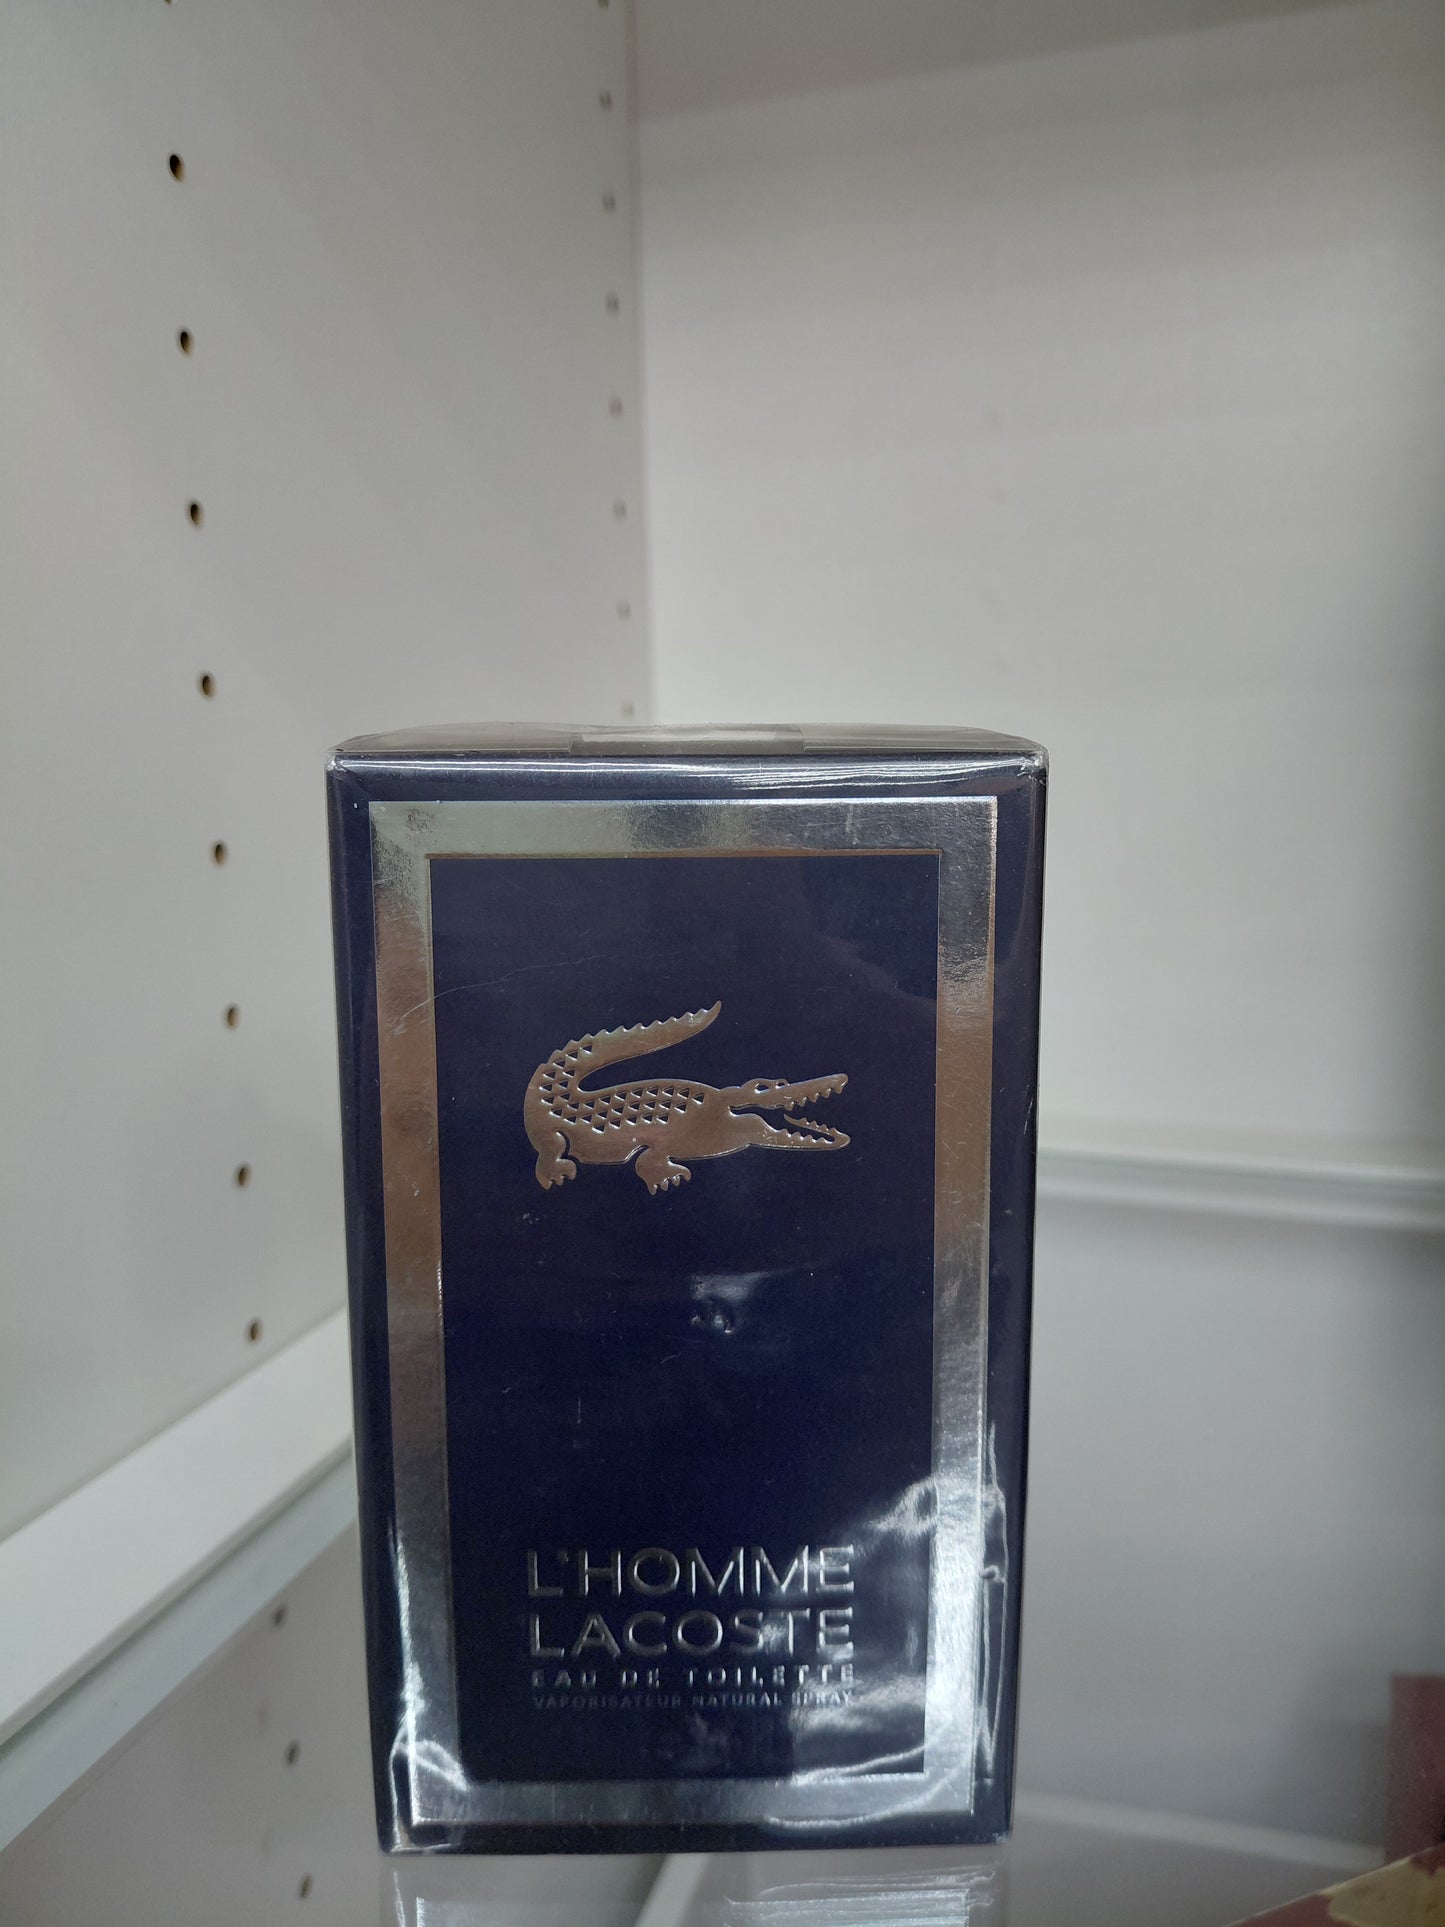 L'HOMME
LACOSTE
EAU DE TOILETTE
VAPORISATEUR NATURAL SPRAY